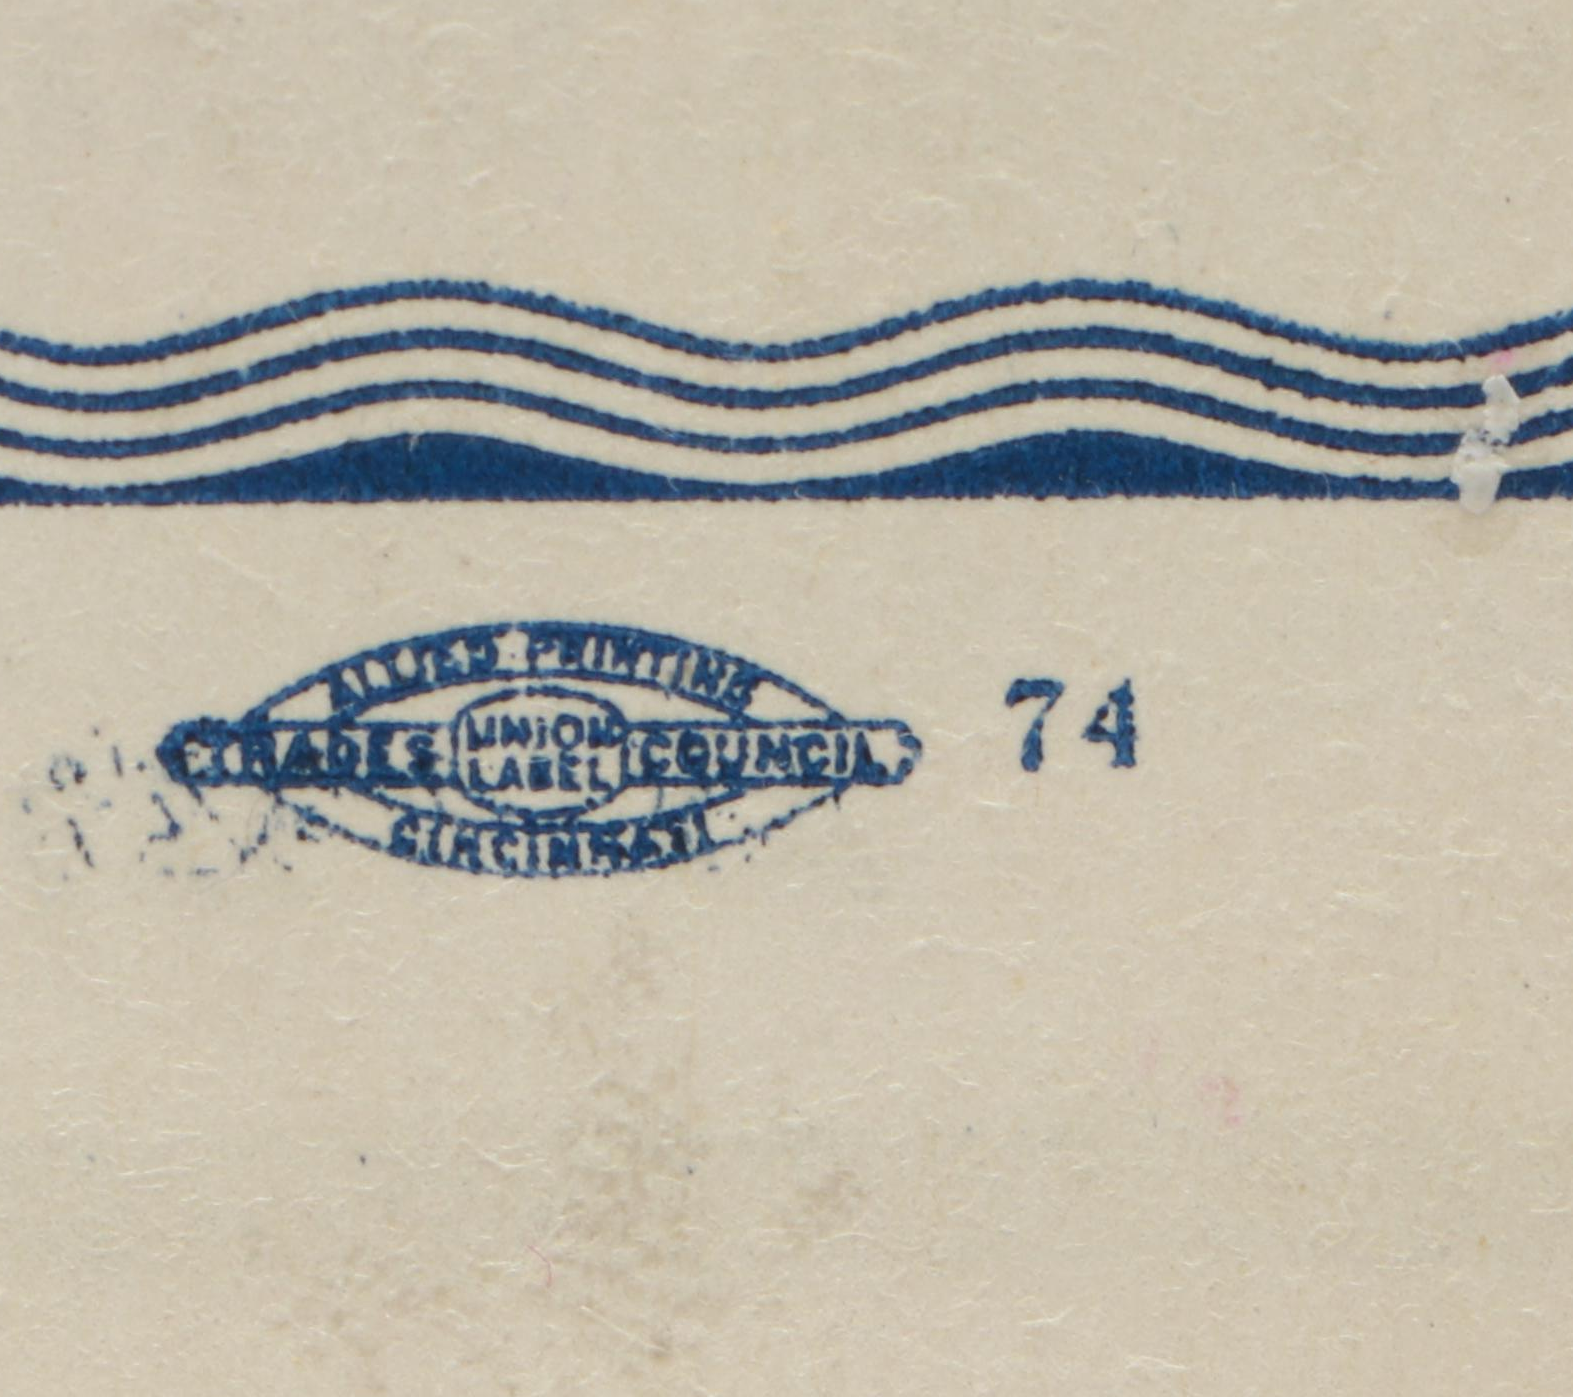 ALLIED PRINTING
TRADES UNION LABEL COUNCIL
CINCINNATI
74